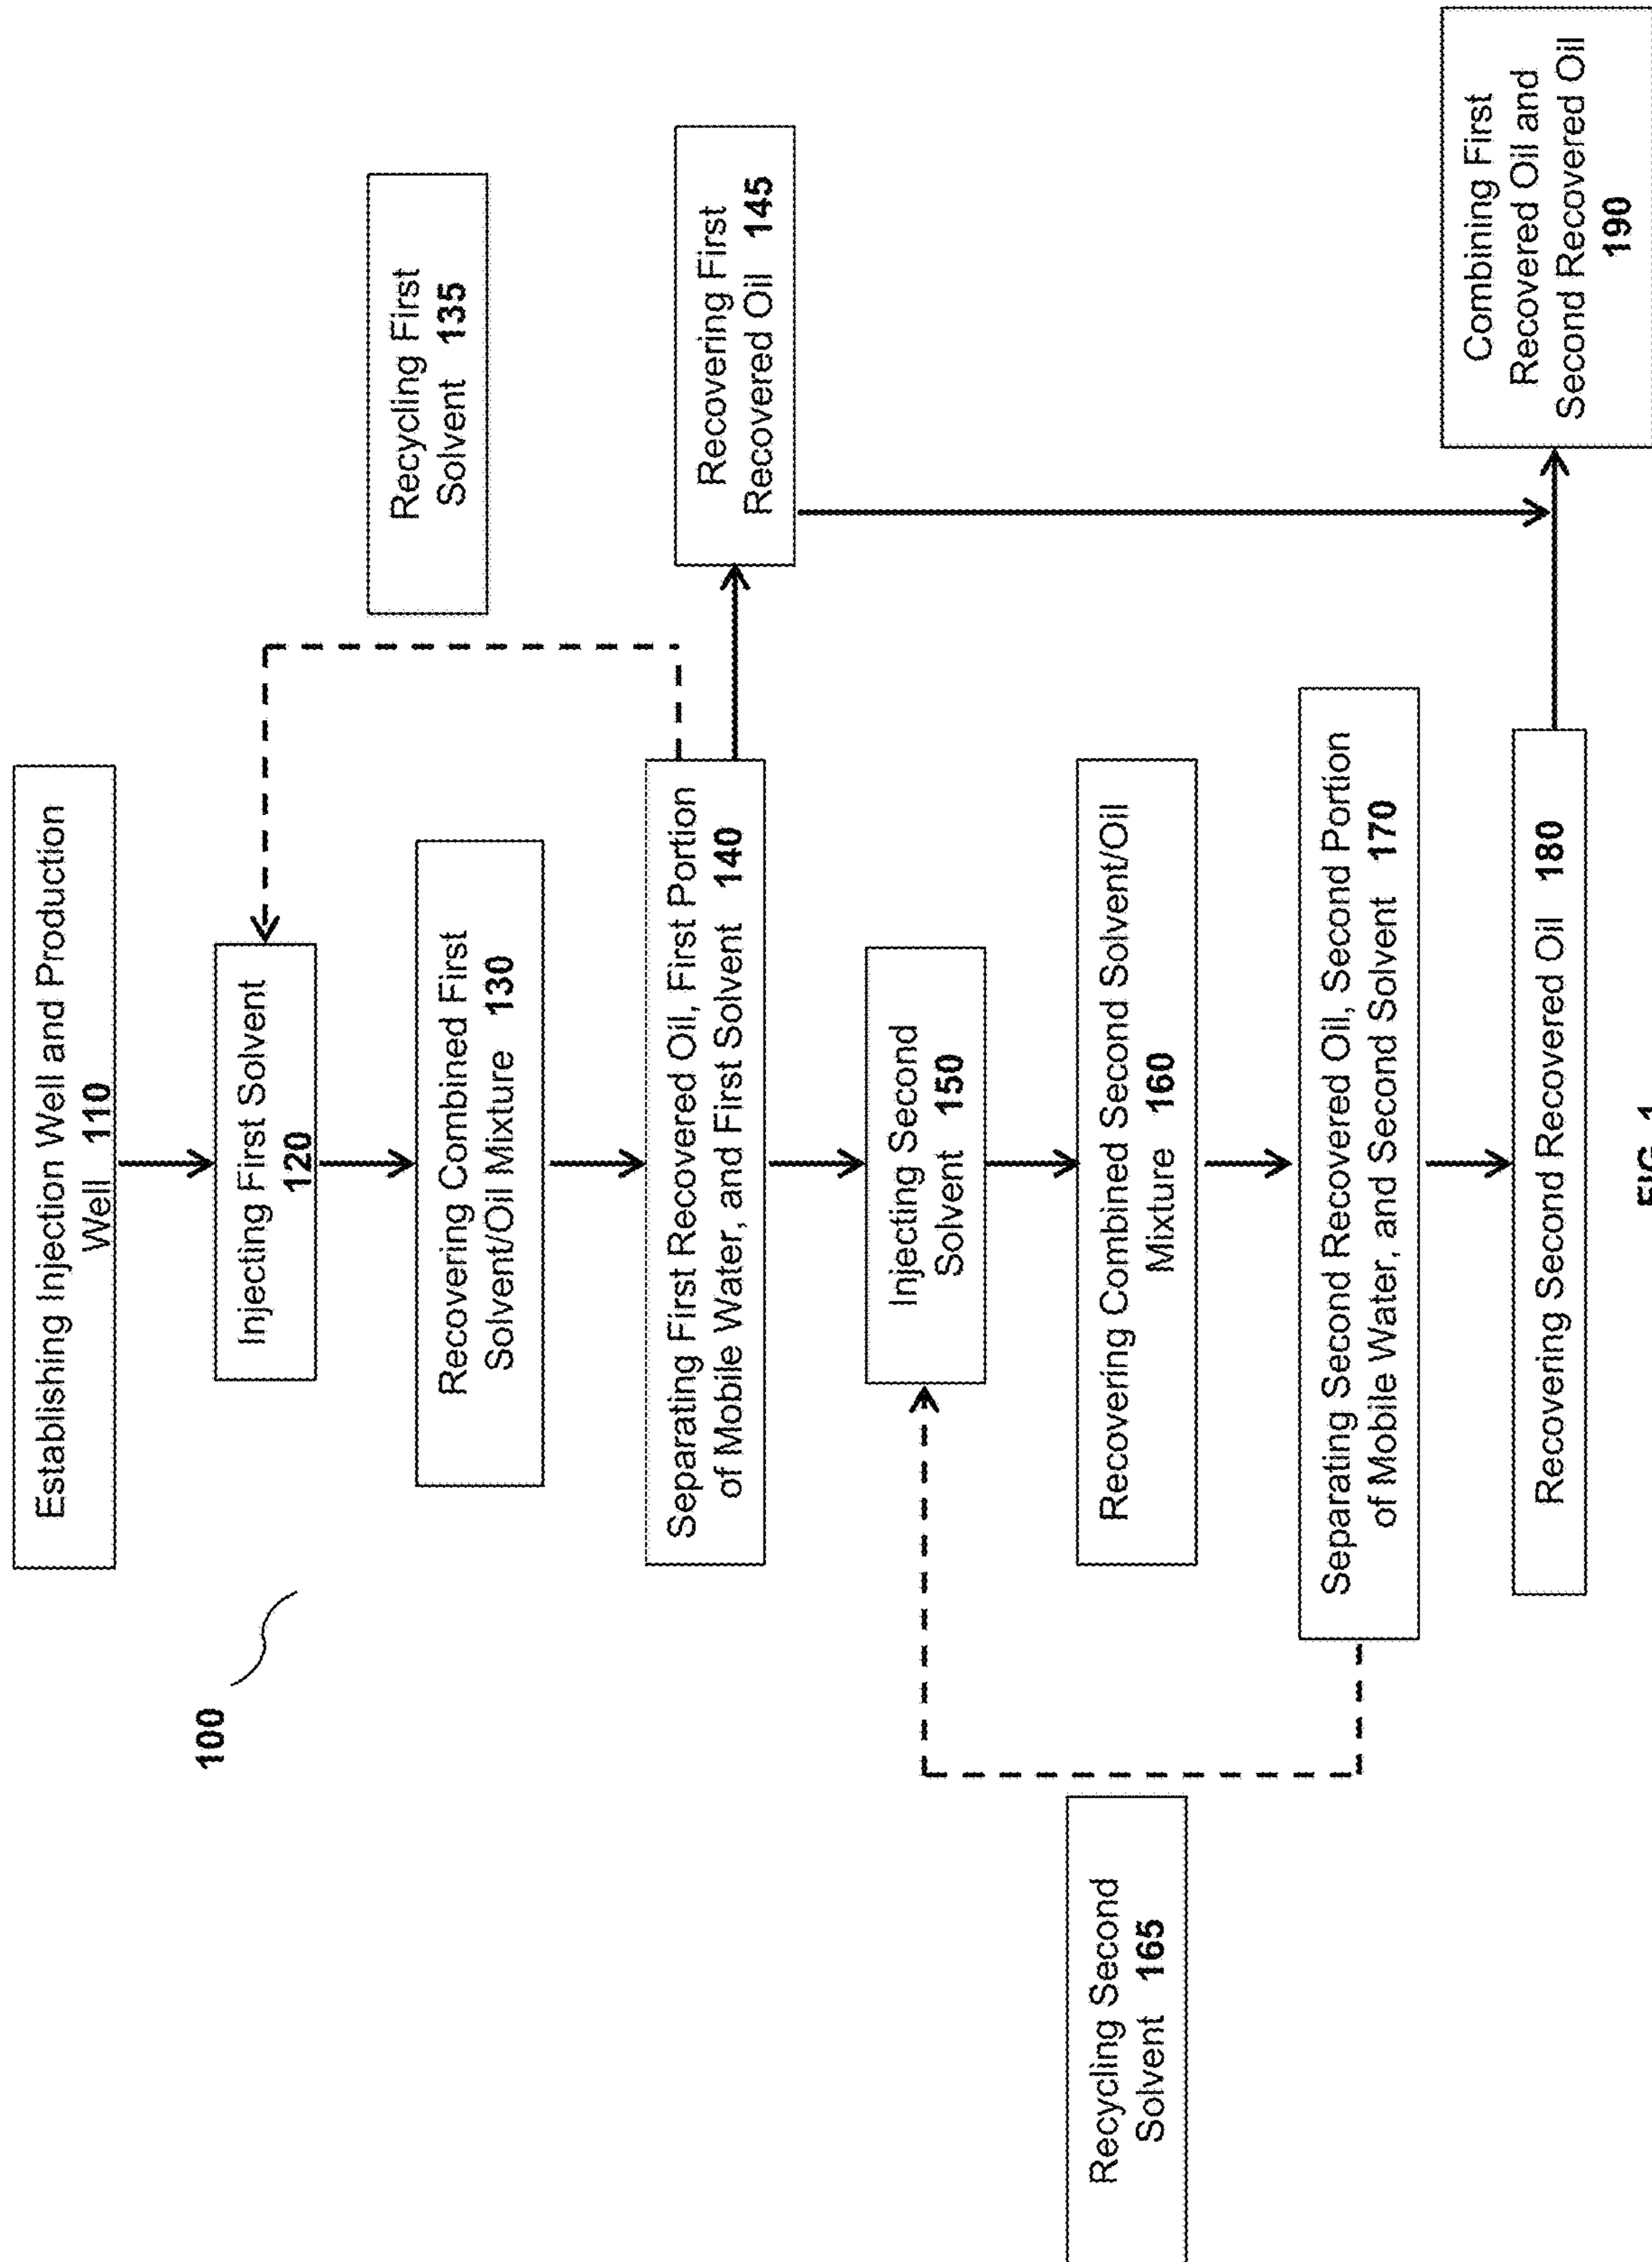 100
Establishing Injection Well and Production
Well 110
Injecting First Solvent
120
Recycling First
Solvent 135
Recovering Combined First
Solvent/Oil Mixture 130
Separating First Recovered Oil, First Portion
of Mobile Water, and First Solvent 140
Recovering First
Recovered Oil 145
Injecting Second
Solvent 150
Recycling Second
Solvent 165
Recovering Combined Second Solvent/Oil
Mixture 160
Separating Second Recovered Oil, Second Portion
of Mobile Water, and Second Solvent 170
Recovering Second Recovered Oil 180
Combining First
Recovered Oil and
Second Recovered Oil
190
FIG. 1